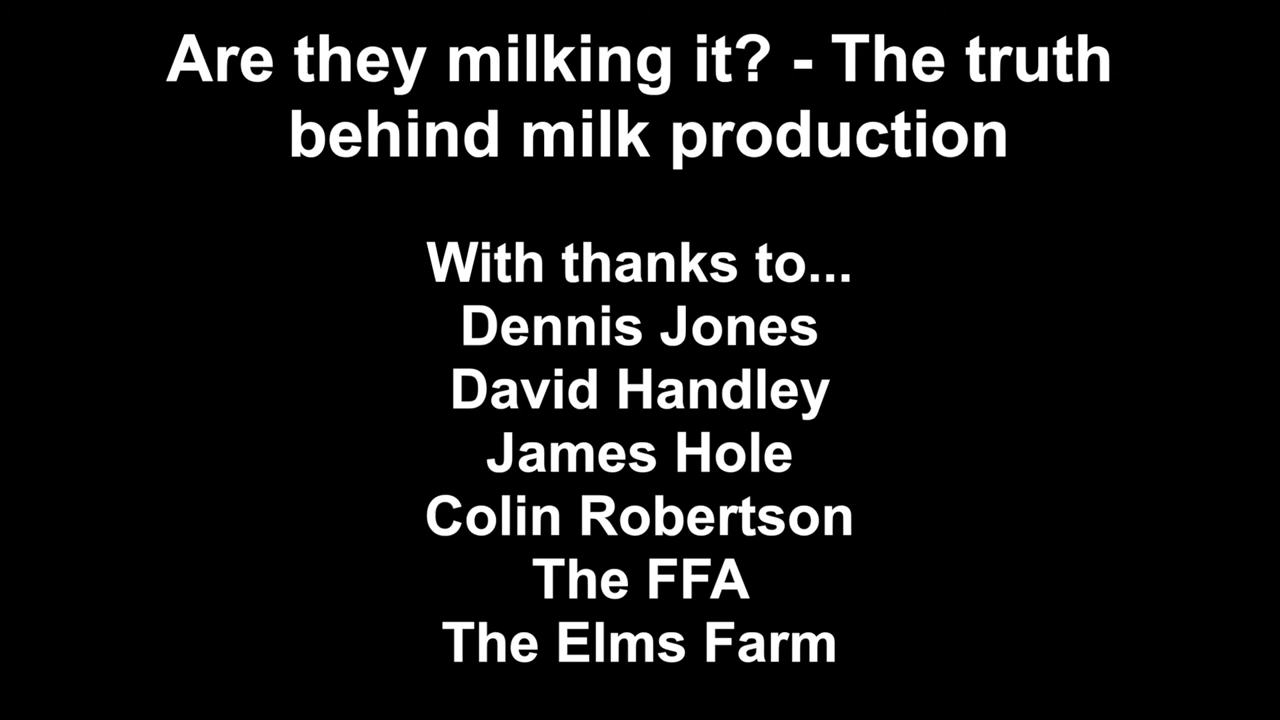 Are they milking it? - The truth
behind milk production
With thanks to...
Dennis Jones
David Handley
James Hole
Colin Robertson
The FFA
The Elms Farm